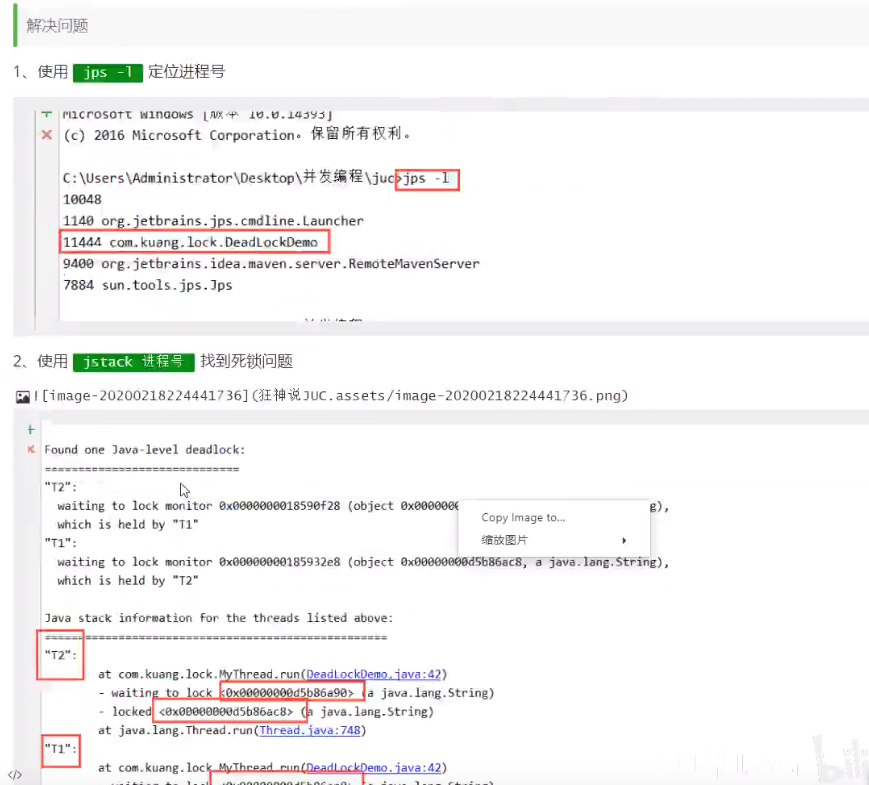 解决问题
1、使用 jps -l 定位进程号
Microsoft Windows [版本 10.0.14393]
(c) 2016 Microsoft Corporation。保留所有权利。
C:\Users\Administrator\Desktop\并发编程\juc>jps -l
10048
1140 org.jetbrains.jps.cmdline.Launcher
11444 com.kuang.lock.DeadLockDemo
9400 org.jetbrains.idea.maven.server.RemoteMavenServer
7884 sun.tools.jps.Jps
2、使用 jstack 进程号 找到死锁问题
![image-20200218224441736](狂神说JUC.assets/image-20200218224441736.png)
Found one Java-level deadlock:
=============================
"T2":
waiting to lock monitor 0x0000000018590f28 (object 0x0000000 g),
which is held by "T1"
Copy Image to...
缩放图片
"T1":
waiting to lock monitor 0x00000000185932e8 (object 0x00000000d5b86ac8, a java.lang.String),
which is held by "T2"
Java stack information for the threads listed above:
===================================================
"T2":
at com.kuang.lock.MyThread.run(DeadLockDemo.java:42)
- waiting to lock <0x00000000d5b86a90> (a java.lang.String)
- locked <0x00000000d5b86ac8> (a java.lang.String)
at java.lang.Thread.run(Thread.java:748)
"T1":
at com.kuang.lock.MyThread.run(DeadLockDemo.java:42)
- waiting to lock <0x00000000d5b86ac8> (a java.lang.String)